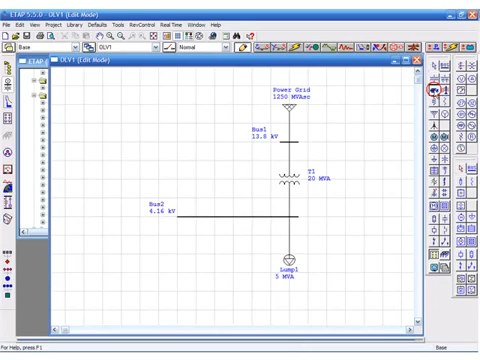 ETAP 5.5.0 - [OLV1 (Edit Mode)]
File Edit View Project Library Defaults Tools RevControl Real Time Window Help
Base
OLV1
Normal
ETAP
OLV1 (Edit Mode)
Power Grid
1250 MVAsc
Bus1
13.8 kV
T1
20 MVA
Bus2
4.16 kV
Lump1
5 MVA
For Help, press F1
Base